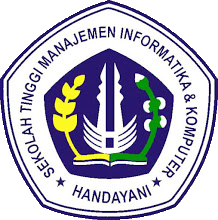 SEKOLAH TINGGI MANAJEMEN INFORMATIKA & KOMPUTER
HANDAYANI